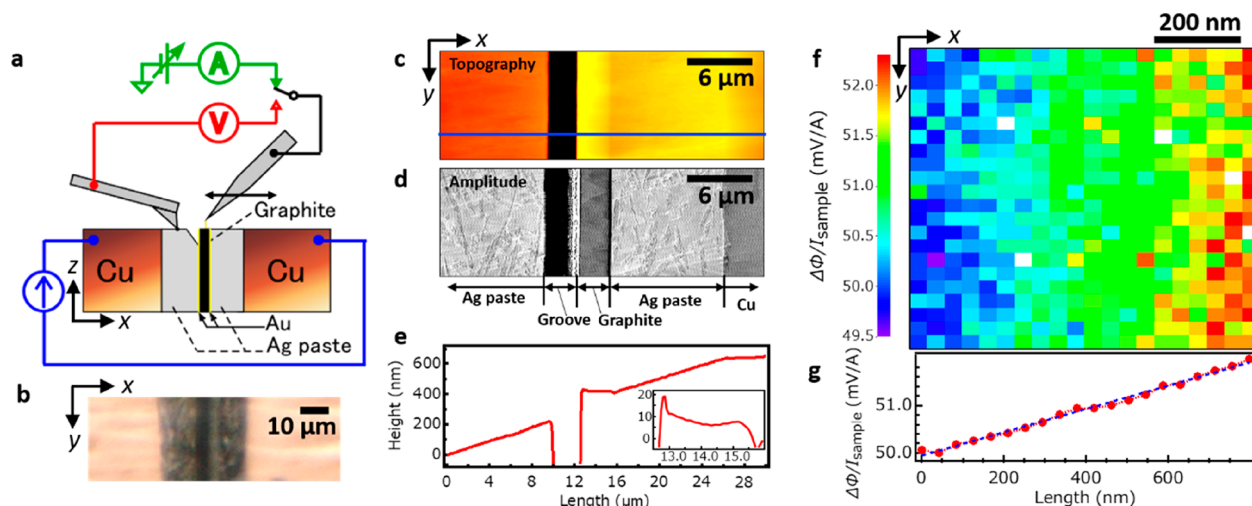 a
A
V
Graphite
Cu
Cu
z
x
Au
Ag paste
b
x
y
10 μm
c
x
y
Topography
6 μm
d
Amplitude
6 μm
Ag paste
Groove
Graphite
Ag paste
Cu
e
Height (nm)
600
400
200
0
20
10
0
13.0
14.0
15.0
0
4
8
12
16
20
24
28
Length (μm)
f
x
y
200 nm
ΔΦ/Isample (mV/A)
52.0
51.5
51.0
50.5
50.0
49.5
g
ΔΦ/Isample (mV/A)
51.0
50.0
0
200
400
600
Length (nm)